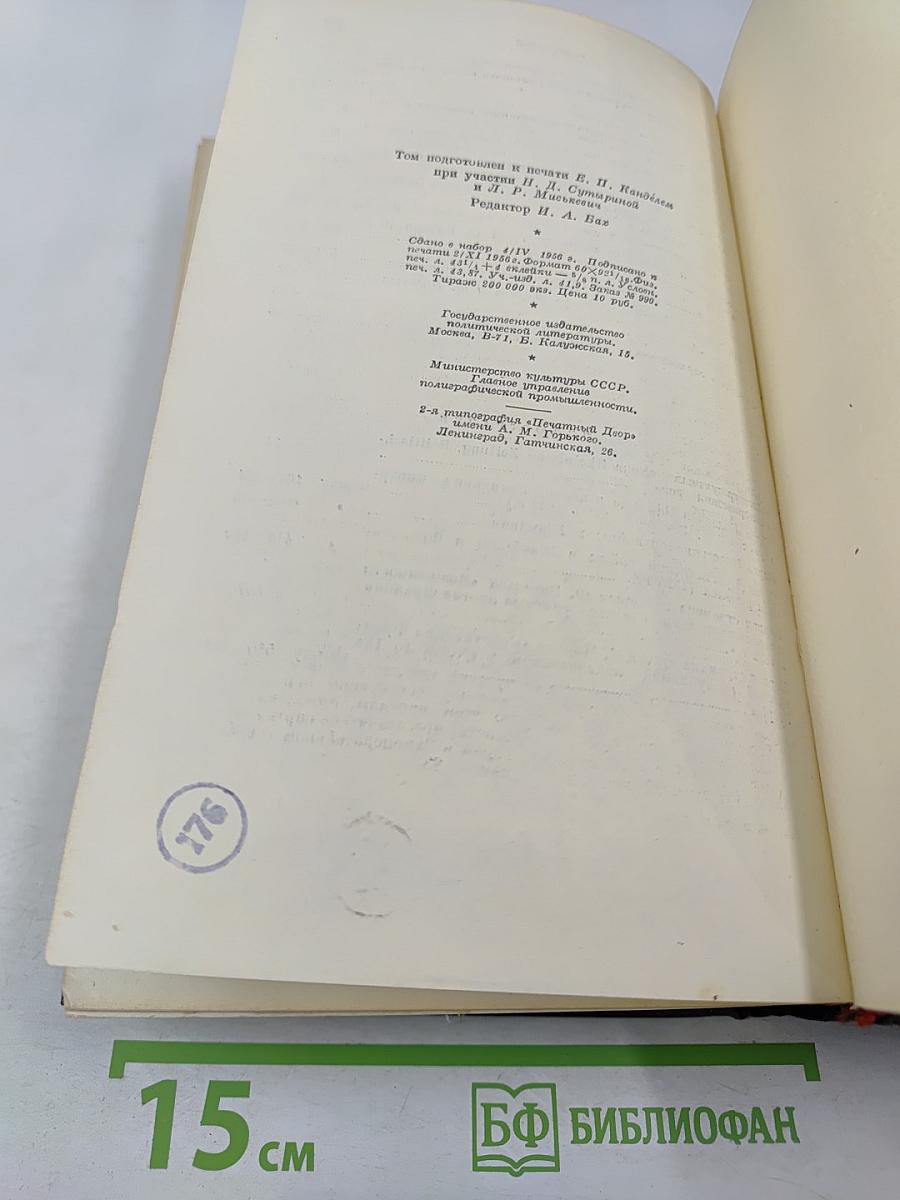 Том подготовлен к печати Е. П. Канделем
при участии Н. Д. Сутыриной
и Л. Р. Миськевич
Редактор И. А. Бах
*
Сдано в набор 4/IV 1956 г. Подписано к
печати 2/XI 1956 г. Формат 60×92 1/16. Физ.
печ. л. 43 1/4 + 4 вклейки — 5/8 п. л. Условн.
печ. л. 43,87. Уч.-изд. л. 41,9. Заказ № 990.
Тираж 200 000 экз. Цена 10 руб.
*
Государственное издательство
политической литературы.
Москва, В-71, Б. Калужская, 15.
*
Министерство культуры СССР.
Главное управление
полиграфической промышленности.
2-я типография «Печатный Двор»
имени А. М. Горького.
Ленинград, Гатчинская, 26.
176
15 см
БФ БИБЛИОФАН